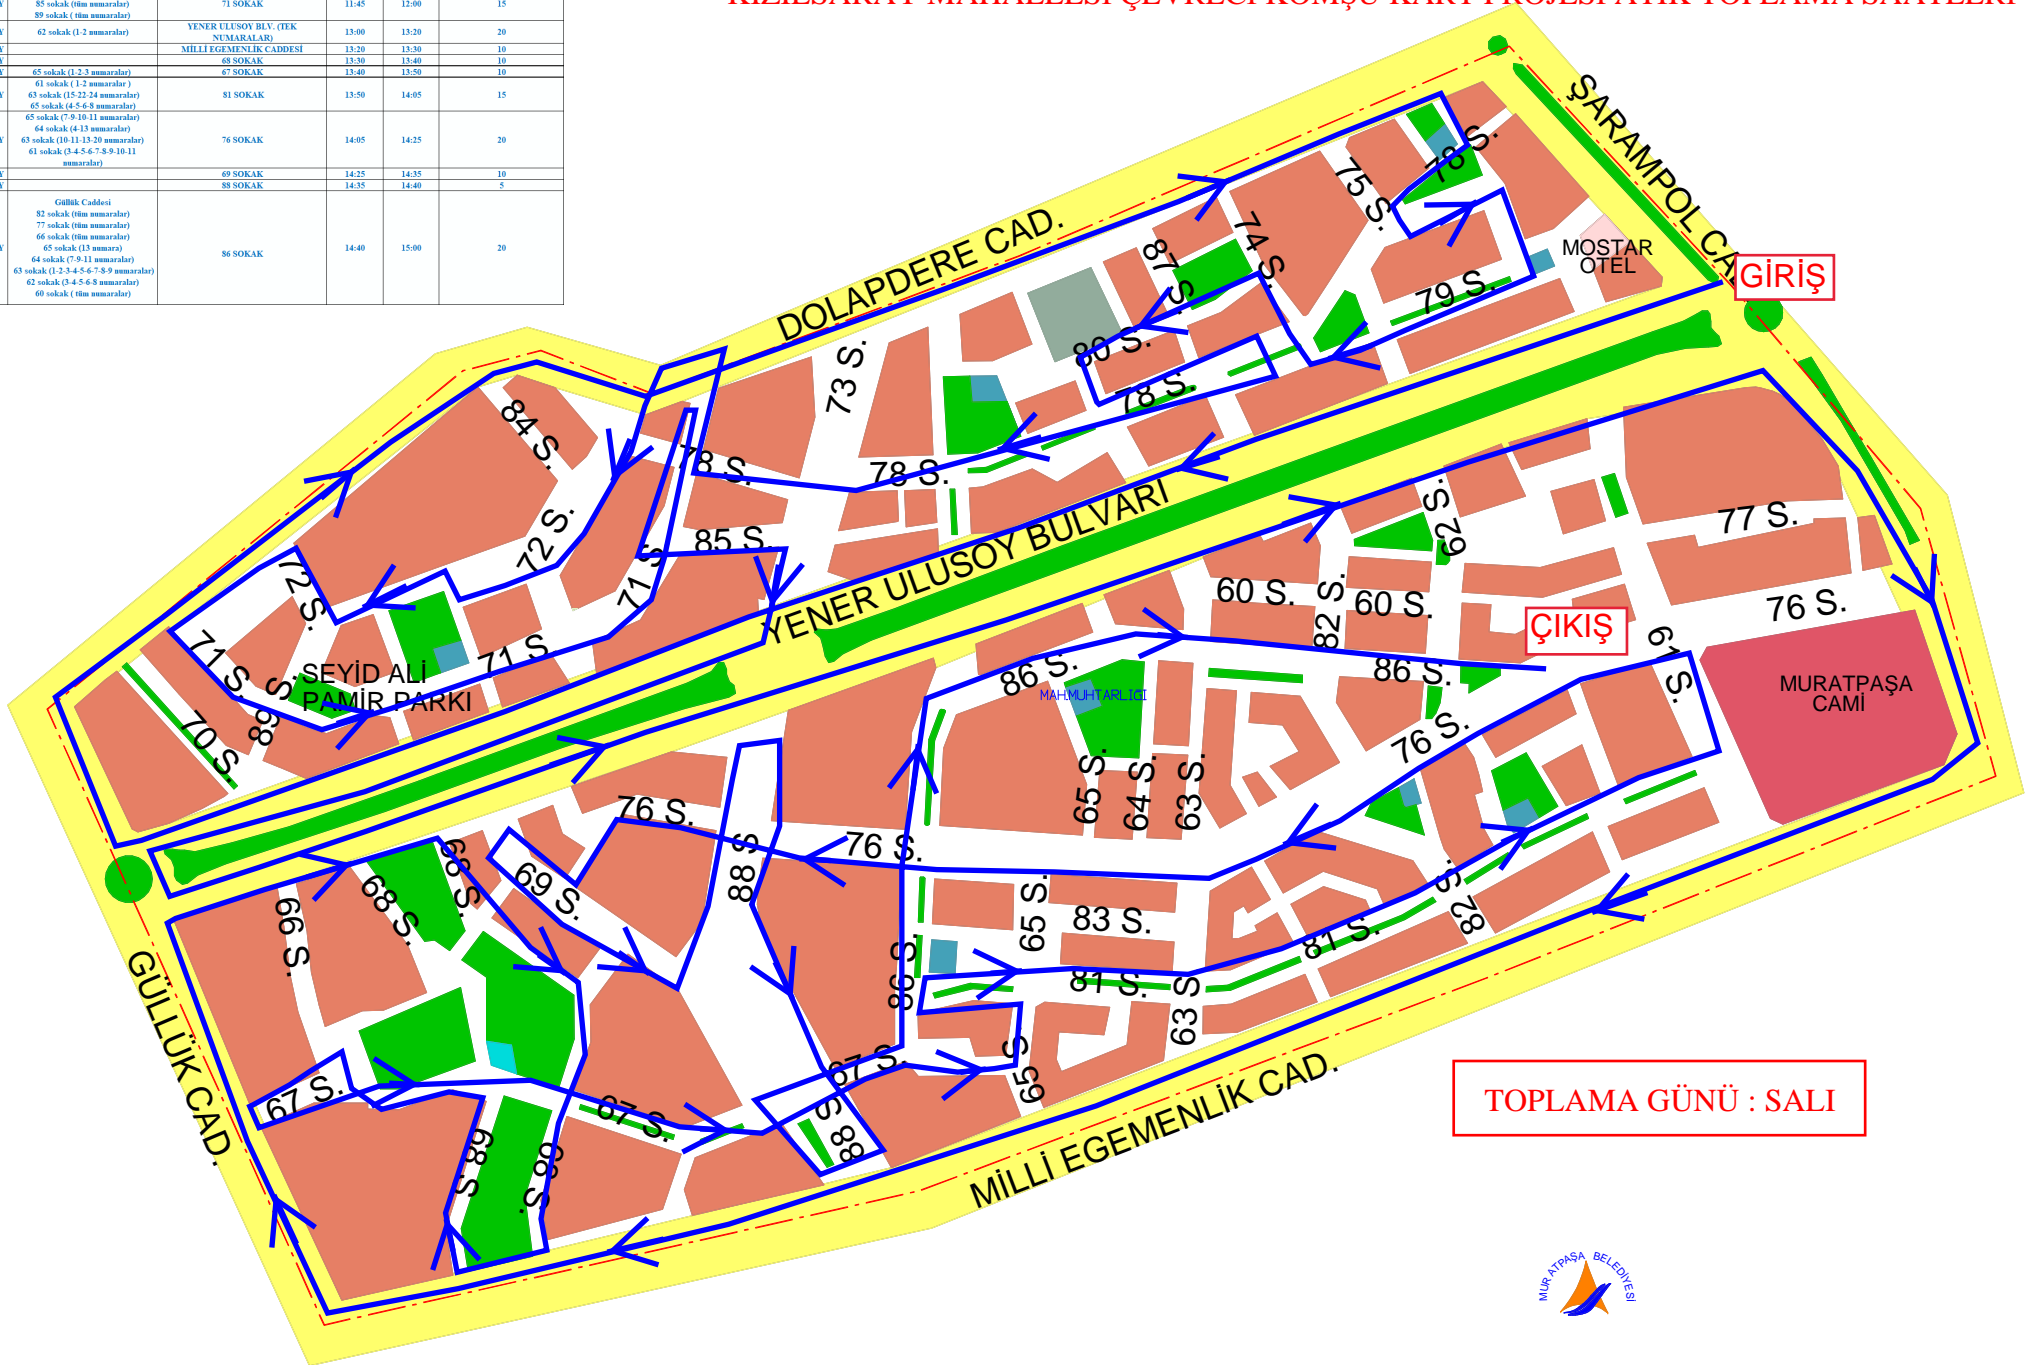 KIZILSARAY MAHALLESİ ÇEVRECİ KOMŞU KART PROJESİ ATIK TOPLAMA SAATLERİ
85 sokak (tüm numaralar)
89 sokak ( tüm numaralar)
71 SOKAK 11:45 12:00 15
Y 62 sokak (1-2 numaralar) YENER ULUSOY BLV. (TEK NUMARALAR) 13:00 13:20 20
Y MİLLİ EGEMENLİK CADDESİ 13:20 13:30 10
Y 68 SOKAK 13:30 13:40 10
Y 65 sokak (1-2-3 numaralar) 67 SOKAK 13:40 13:50 10
61 sokak ( 1-2 numaralar )
Y 63 sokak (15-22-24 numaralar) 81 SOKAK 13:50 14:05 15
65 sokak (4-5-6-8 numaralar)
65 sokak (7-9-10-11 numaralar)
64 sokak (4-13 numaralar)
Y 63 sokak (10-11-13-20 numaralar) 76 SOKAK 14:05 14:25 20
61 sokak (3-4-5-6-7-8-9-10-11
numaralar)
Y 69 SOKAK 14:25 14:35 10
Y 88 SOKAK 14:35 14:40 5
Güllük Caddesi
82 sokak (tüm numaralar)
77 sokak (tüm numaralar)
66 sokak (tüm numaralar)
Y 65 sokak (13 numara) 86 SOKAK 14:40 15:00 20
64 sokak (7-9-11 numaralar)
63 sokak (1-2-3-4-5-6-7-8-9 numaralar)
62 sokak (3-4-5-6-8 numaralar)
60 sokak ( tüm numaralar)
ŞARAMPOL CA
GİRİŞ
MOSTAR
OTEL
DOLAPDERE CAD.
78 S.
75 S.
74 S.
87 S.
79 S.
80 S.
78 S.
73 S.
84 S.
78 S.
78 S.
72 S.
85 S.
71 S
YENER ULUSOY BULVARI
72 S.
71 S.
71 S.
89 S.
70 S.
SEYİD ALİ
PAMİR PARKI
62 S.
77 S.
60 S.
82 S.
60 S.
76 S.
ÇIKIŞ
61 S.
86 S.
86 S.
MAH.MUHTARLIĞI
MURATPAŞA
CAMİ
76 S.
65 S.
64 S.
63 S.
76 S.
76 S.
88 S
68 S.
68 S.
69 S.
66 S.
65 S.
83 S.
82 S.
81 S.
86 S.
81 S.
63 S
GÜLLÜK CAD.
67 S.
67 S.
67 S.
65 S
88 S
68 S.
68 S.
MİLLİ EGEMENLİK CAD.
TOPLAMA GÜNÜ : SALI
MURATPAŞA BELEDİYESİ